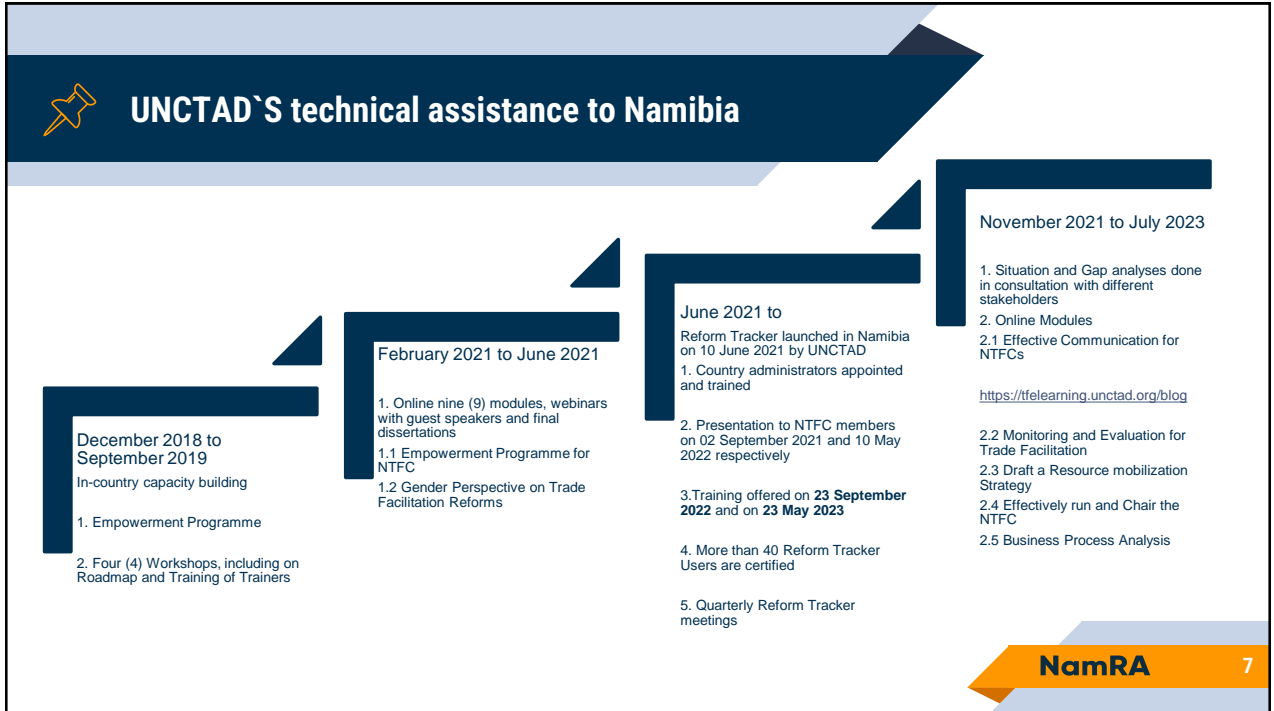 UNCTAD`S technical assistance to Namibia
December 2018 to
September 2019
In-country capacity building
1. Empowerment Programme
2. Four (4) Workshops, including on
Roadmap and Training of Trainers
February 2021 to June 2021
1. Online nine (9) modules, webinars
with guest speakers and final
dissertations
1.1 Empowerment Programme for
NTFC
1.2 Gender Perspective on Trade
Facilitation Reforms
June 2021 to
Reform Tracker launched in Namibia
on 10 June 2021 by UNCTAD
1. Country administrators appointed
and trained
2. Presentation to NTFC members
on 02 September 2021 and 10 May
2022 respectively
3.Training offered on 23 September
2022 and on 23 May 2023
4. More than 40 Reform Tracker
Users are certified
5. Quarterly Reform Tracker
meetings
November 2021 to July 2023
1. Situation and Gap analyses done
in consultation with different
stakeholders
2. Online Modules
2.1 Effective Communication for
NTFCs
https://tfelearning.unctad.org/blog
2.2 Monitoring and Evaluation for
Trade Facilitation
2.3 Draft a Resource mobilization
Strategy
2.4 Effectively run and Chair the
NTFC
2.5 Business Process Analysis
NamRA
7